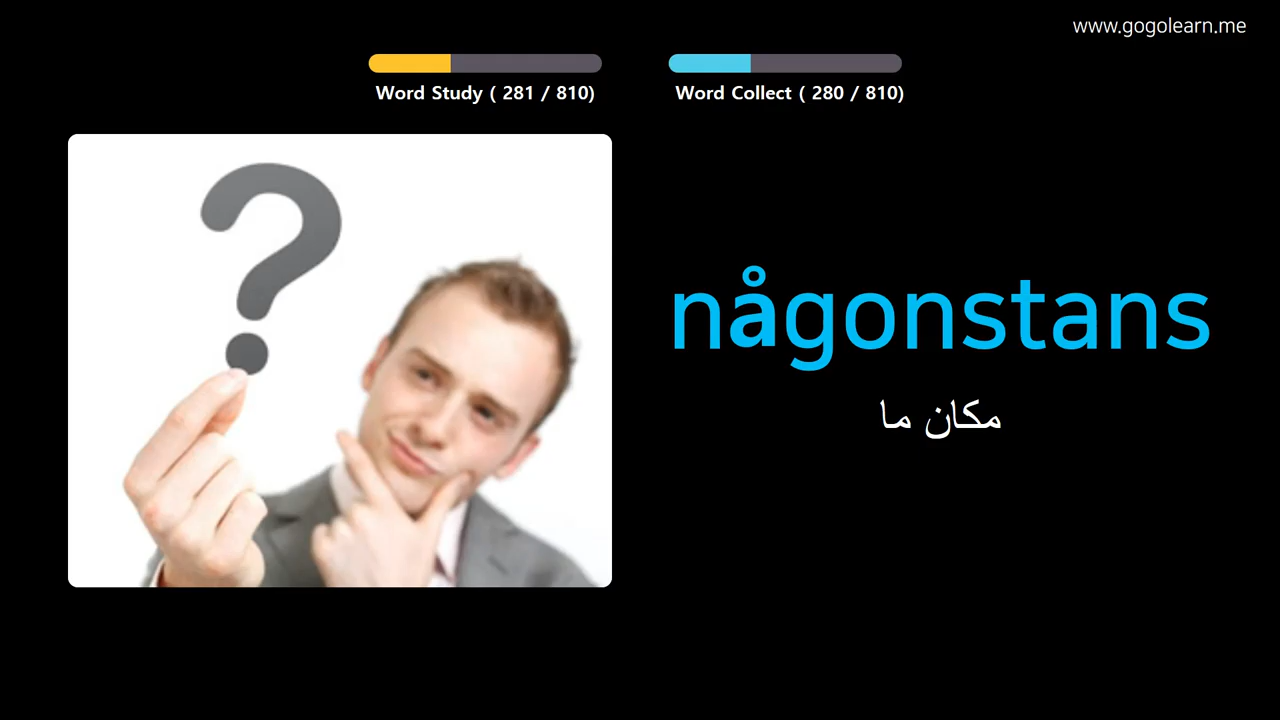 www.gogolearn.me
Word Study ( 281 / 810)
Word Collect ( 280 / 810)
någonstans
مكان ما